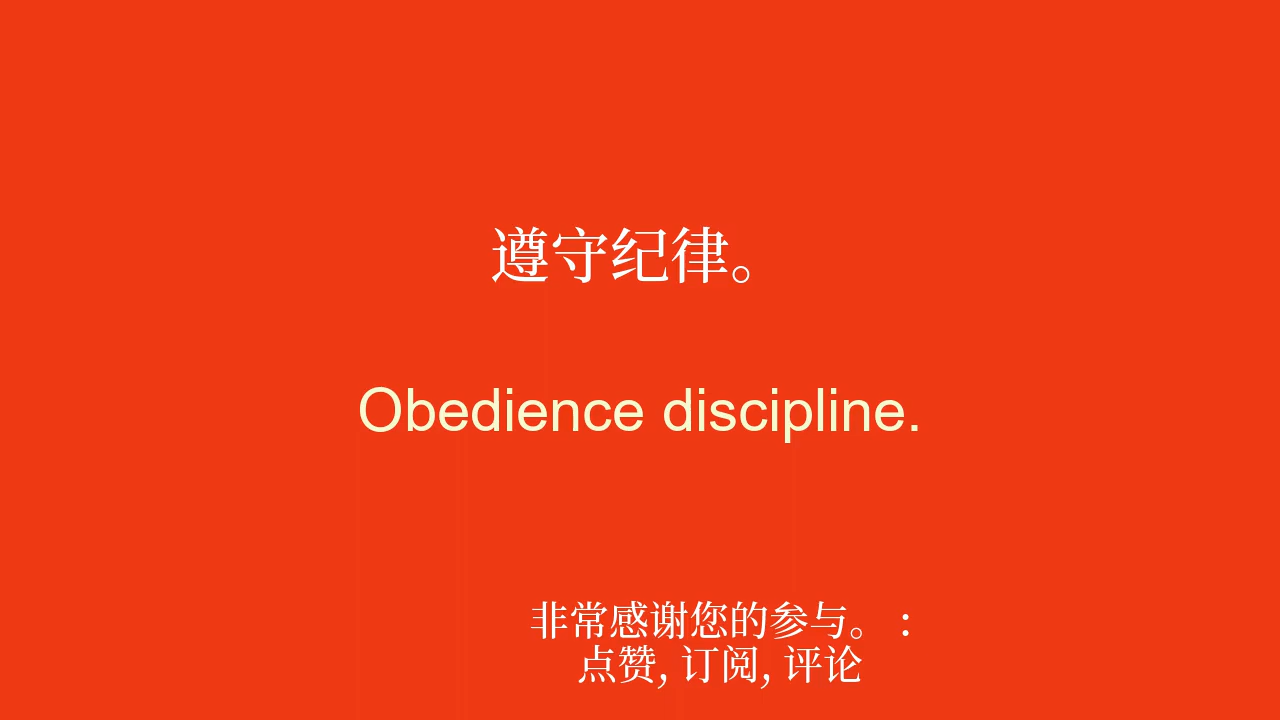 遵守纪律。
Obedience discipline.
非常感谢您的参与。 :
点赞, 订阅, 评论